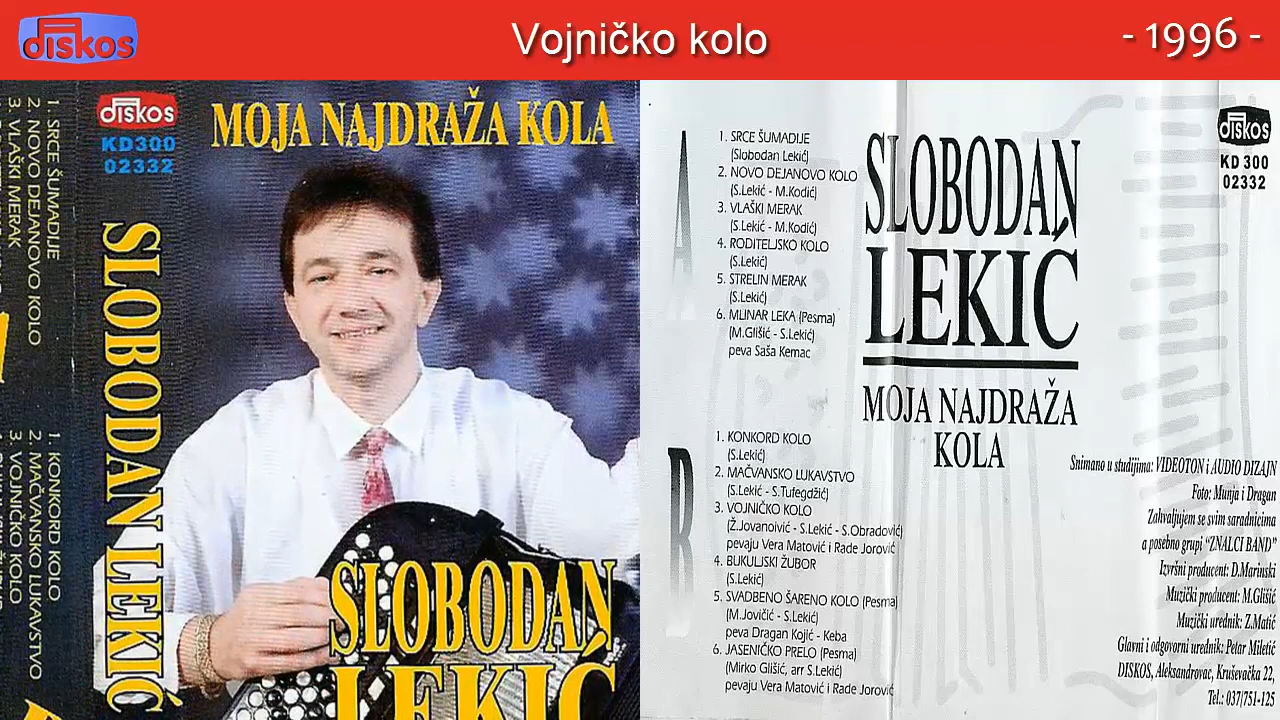 diskos
Vojničko kolo
- 1996 -
1. SRCE ŠUMADIJE
2. NOVO DEJANOVO KOLO
3. VLAŠKI MERAK
1. KONKORD KOLO
2. MAČVANSKO LUKAVSTVO
3. VOJNIČKO KOLO
SLOBODAN LEKIĆ
diskos
KD300
02332
MOJA NAJDRAŽA KOLA
SLOBODAN
LEKIĆ
A
1. SRCE ŠUMADIJE
(Slobodan Lekić)
2. NOVO DEJANOVO KOLO
(S.Lekić - M.Kodić)
3. VLAŠKI MERAK
(S.Lekić - M.Kodić)
4. RODITELJSKO KOLO
(S.Lekić)
5. STRELIN MERAK
(S.Lekić)
6. MLINAR LEKA (Pesma)
(M.Glišić - S.Lekić)
peva Saša Kernac
B
1. KONKORD KOLO
(S.Lekić)
2. MAČVANSKO LUKAVSTVO
(S.Lekić - S.Tufegdžić)
3. VOJNIČKO KOLO
(Ž.Jovanoivić - S.Lekić - S.Obradović)
pevaju Vera Matović i Rade Jorović
4. BUKULJSKI ŽUBOR
(S.Lekić)
5. SVADBENO ŠARENO KOLO (Pesma)
(M.Jovičić - S.Lekić)
peva Dragan Kojić - Keba
6. JASENIČKO PRELO (Pesma)
(Mirko Glišić, arr S.Lekić)
pevaju Vera Matović i Rade Jorović
SLOBODAN
LEKIĆ
MOJA NAJDRAŽA
KOLA
diskos
KD 300
02332
Snimano u studijima: VIDEOTON i AUDIO DIZAJN
Foto: Munja i Dragan
Zahvaljujem se svim saradnicima
a posebno grupi "ZNALCI BAND"
Izvršni producent: D.Marinski
Muzički producent: M.Glišić
Muzički urednik: Z.Matić
Glavni i odgovorni urednik: Petar Miletić
DISKOS, Aleksandrovac, Kruševačka 22,
Tel.: 037/751-125